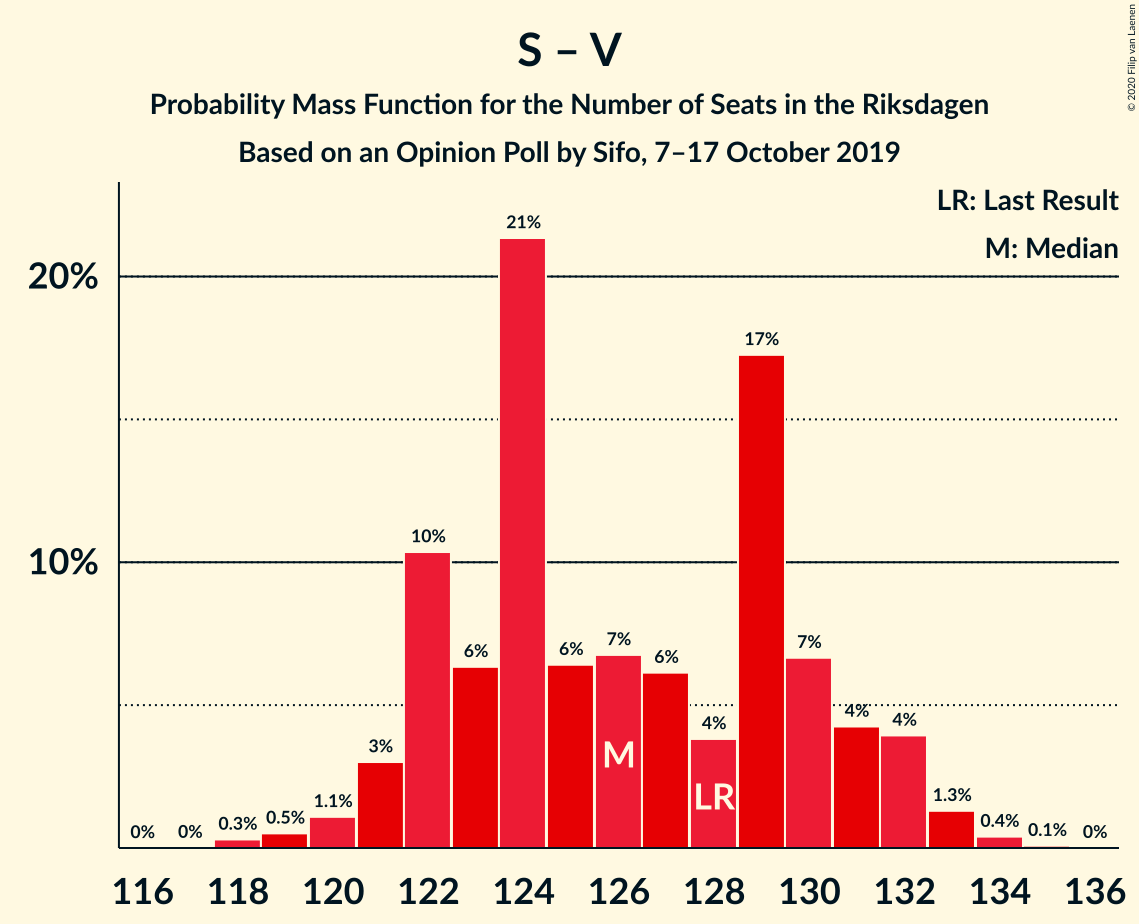 S – V
Probability Mass Function for the Number of Seats in the Riksdagen
Based on an Opinion Poll by Sifo, 7–17 October 2019
© 2020 Filip van Laenen
LR: Last Result
M: Median
20%
10%
0%
0%
0.3%
0.5%
1.1%
3%
10%
6%
21%
6%
7%
6%
4%
17%
7%
4%
4%
1.3%
0.4%
0.1%
0%
M
LR
116 118 120 122 124 126 128 130 132 134 136